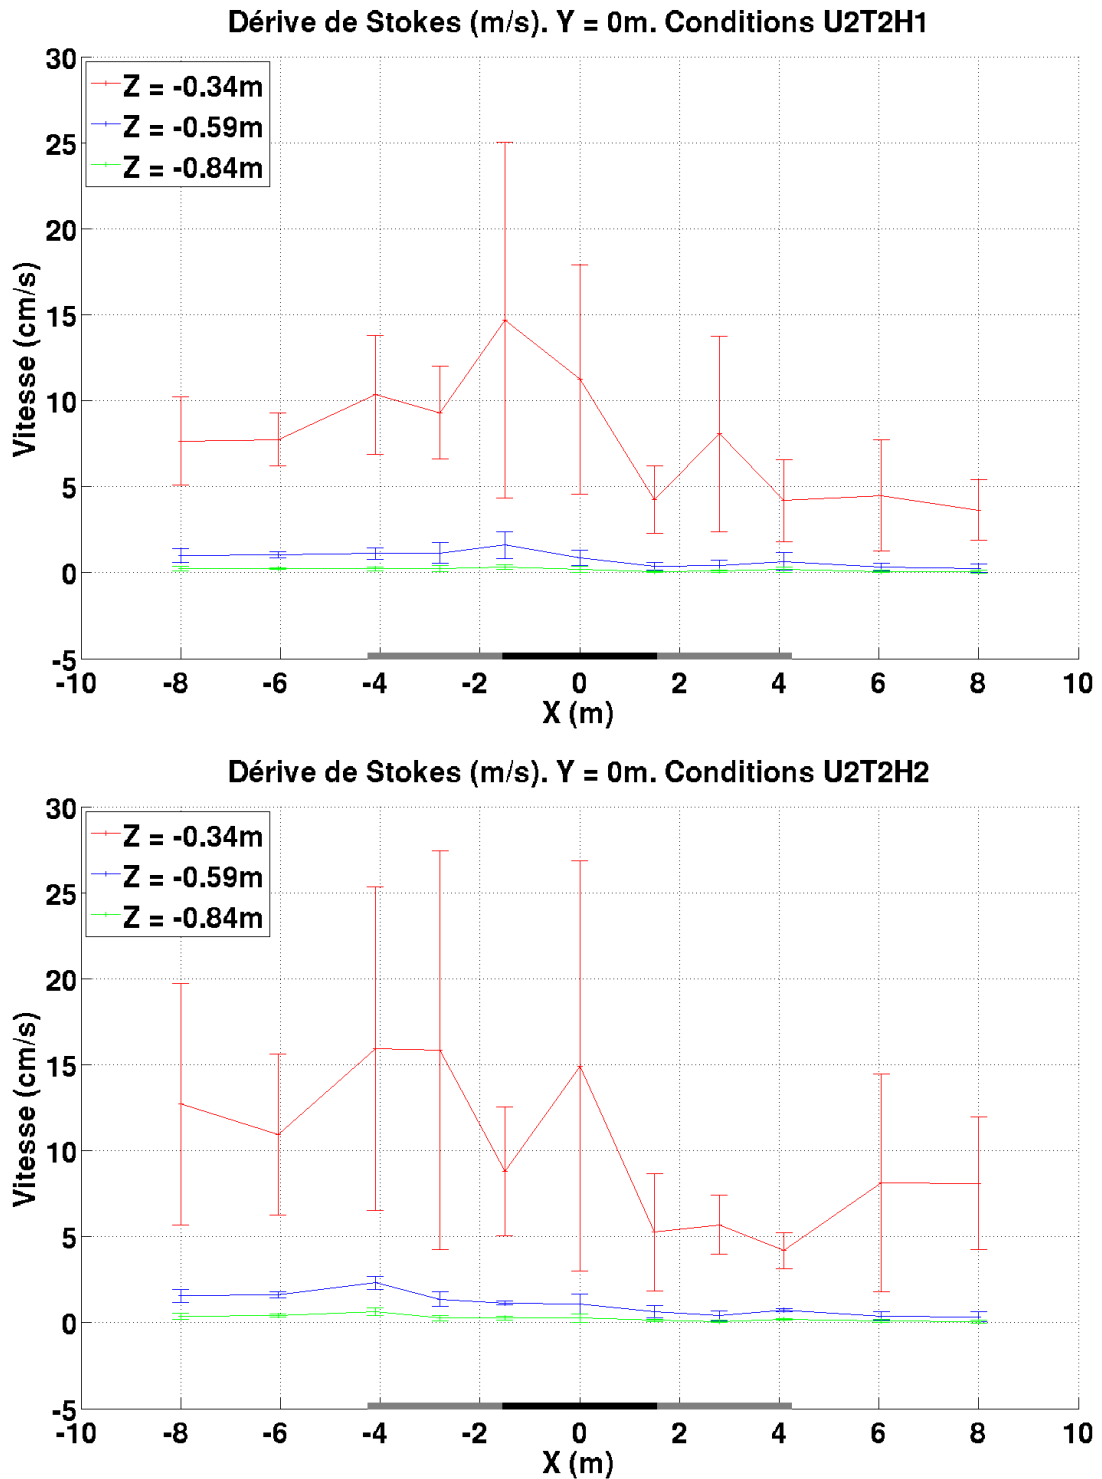 Dérive de Stokes (m/s). Y = 0m. Conditions U2T2H1
30
Z = -0.34m
Z = -0.59m
Z = -0.84m
25
20
15
10
5
0
-5
Vitesse (cm/s)
-10 -8 -6 -4 -2 0 2 4 6 8 10
X (m)
Dérive de Stokes (m/s). Y = 0m. Conditions U2T2H2
30
Z = -0.34m
Z = -0.59m
Z = -0.84m
25
20
15
10
5
0
-5
Vitesse (cm/s)
-10 -8 -6 -4 -2 0 2 4 6 8 10
X (m)